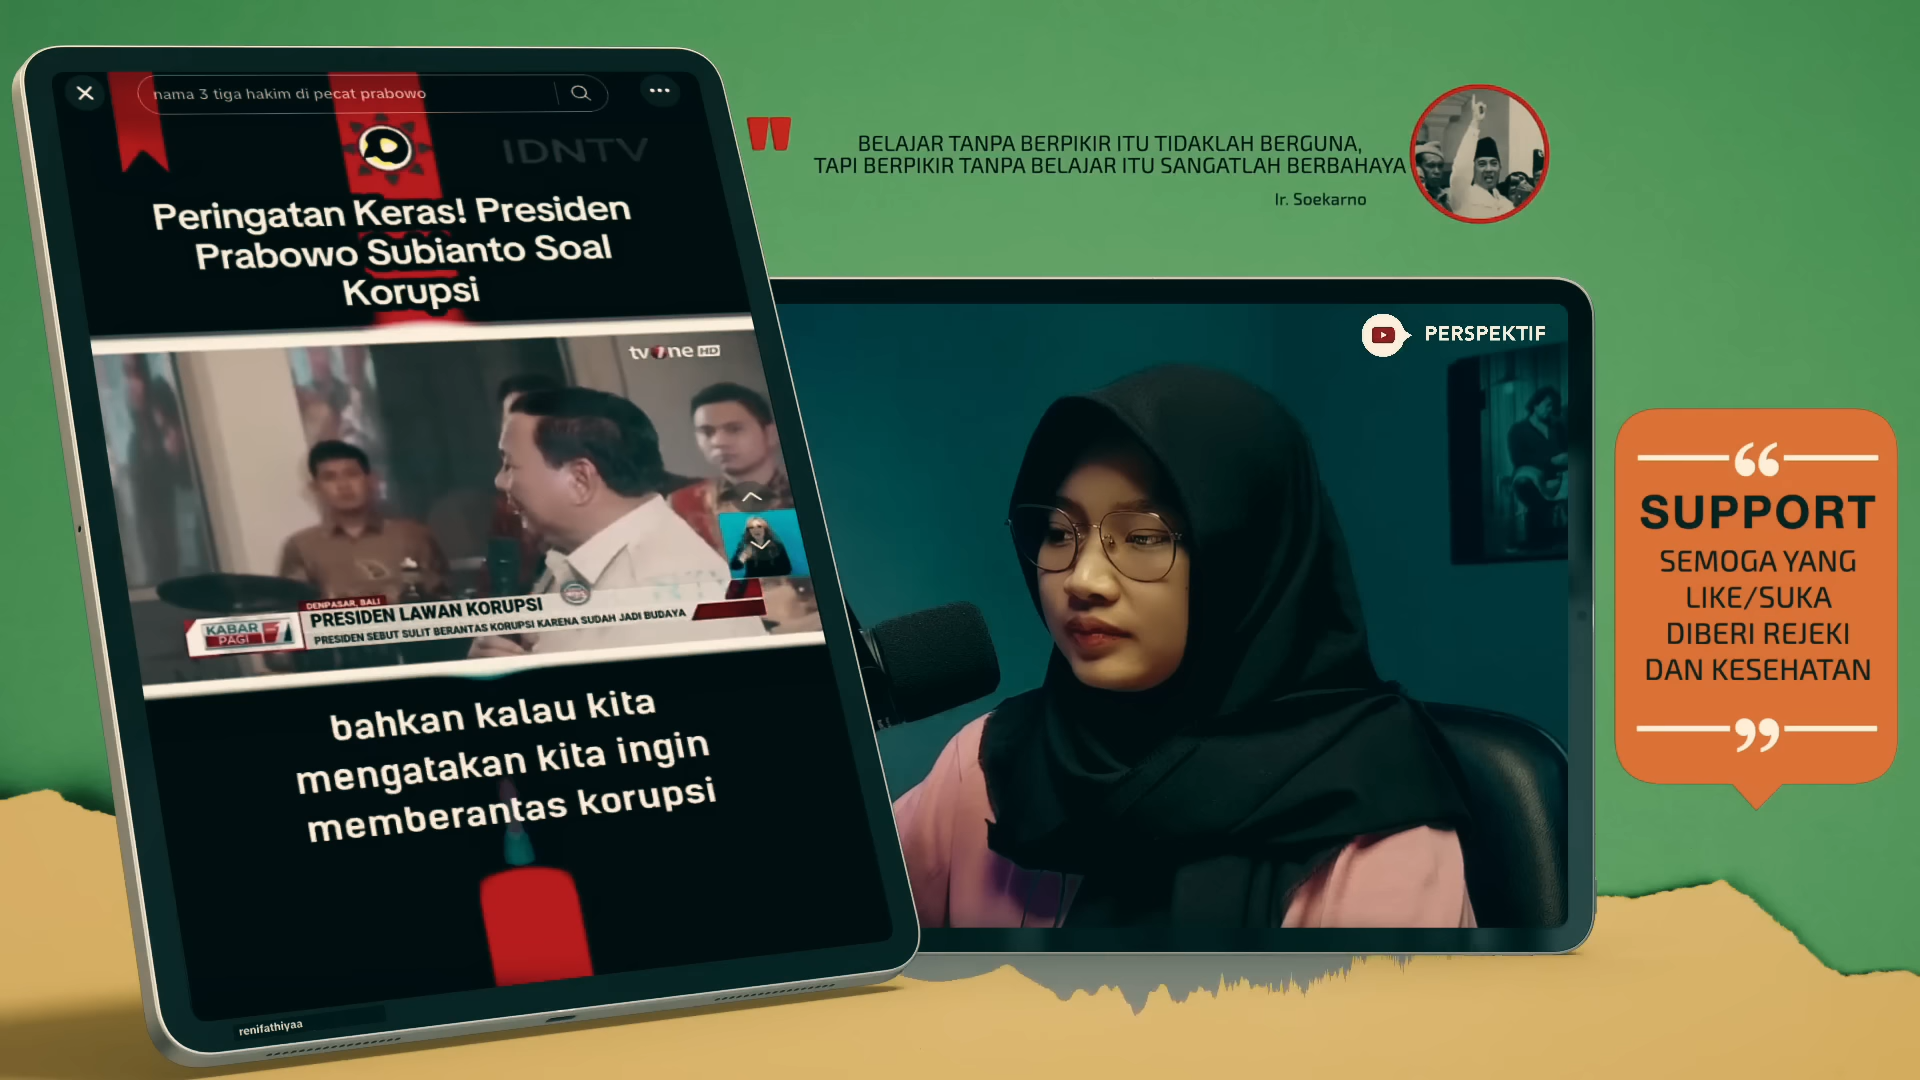 nama 3 tiga hakim di pecat prabowo
IDNTV
Peringatan Keras! Presiden
Prabowo Subianto Soal
Korupsi
tvOne HD
DENPASAR, BALI
KABAR
PAGI
PRESIDEN LAWAN KORUPSI
PRESIDEN SEBUT SULIT BERANTAS KORUPSI KARENA SUDAH JADI BUDAYA
bahkan kalau kita
mengatakan kita ingin
memberantas korupsi
renifathiyaa
BELAJAR TANPA BERPIKIR ITU TIDAKLAH BERGUNA,
TAPI BERPIKIR TANPA BELAJAR ITU SANGATLAH BERBAHAYA
Ir. Soekarno
PERSPEKTIF
SUPPORT
SEMOGA YANG
LIKE/SUKA
DIBERI REJEKI
DAN KESEHATAN